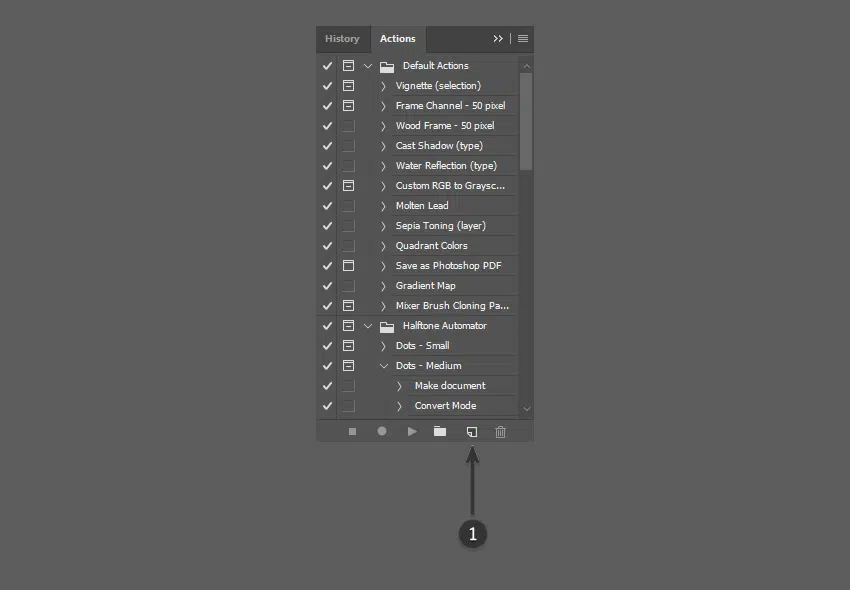 History
Actions
Default Actions
Vignette (selection)
Frame Channel - 50 pixel
Wood Frame - 50 pixel
Cast Shadow (type)
Water Reflection (type)
Custom RGB to Graysc...
Molten Lead
Sepia Toning (layer)
Quadrant Colors
Save as Photoshop PDF
Gradient Map
Mixer Brush Cloning Pa...
Halftone Automator
Dots - Small
Dots - Medium
Make document
Convert Mode
1